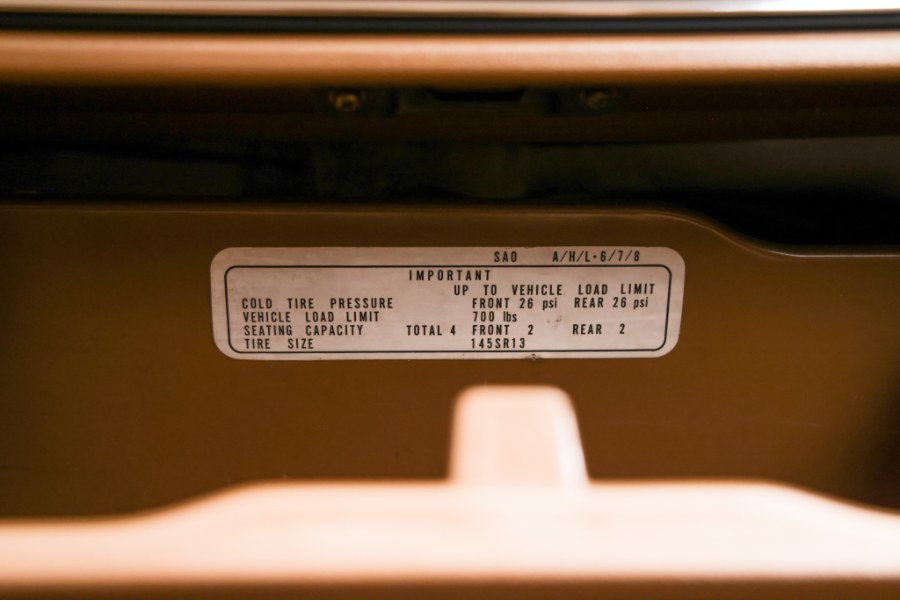 SAO A/H/L·6/7/8
IMPORTANT
UP TO VEHICLE LOAD LIMIT
COLD TIRE PRESSURE FRONT 26 psi REAR 26 psi
VEHICLE LOAD LIMIT 700 lbs
SEATING CAPACITY TOTAL 4 FRONT 2 REAR 2
TIRE SIZE 145SR13